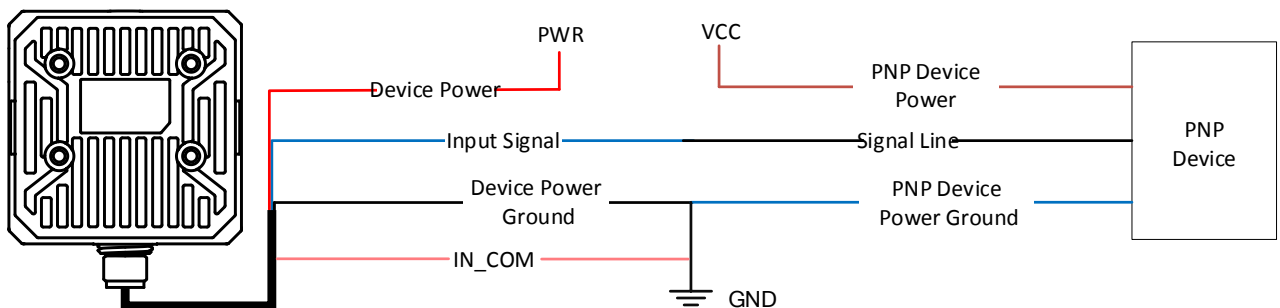 PWR
VCC
Device Power
PNP Device
Power
Input Signal
Signal Line
PNP
Device
Device Power
Ground
PNP Device
Power Ground
IN_COM
GND